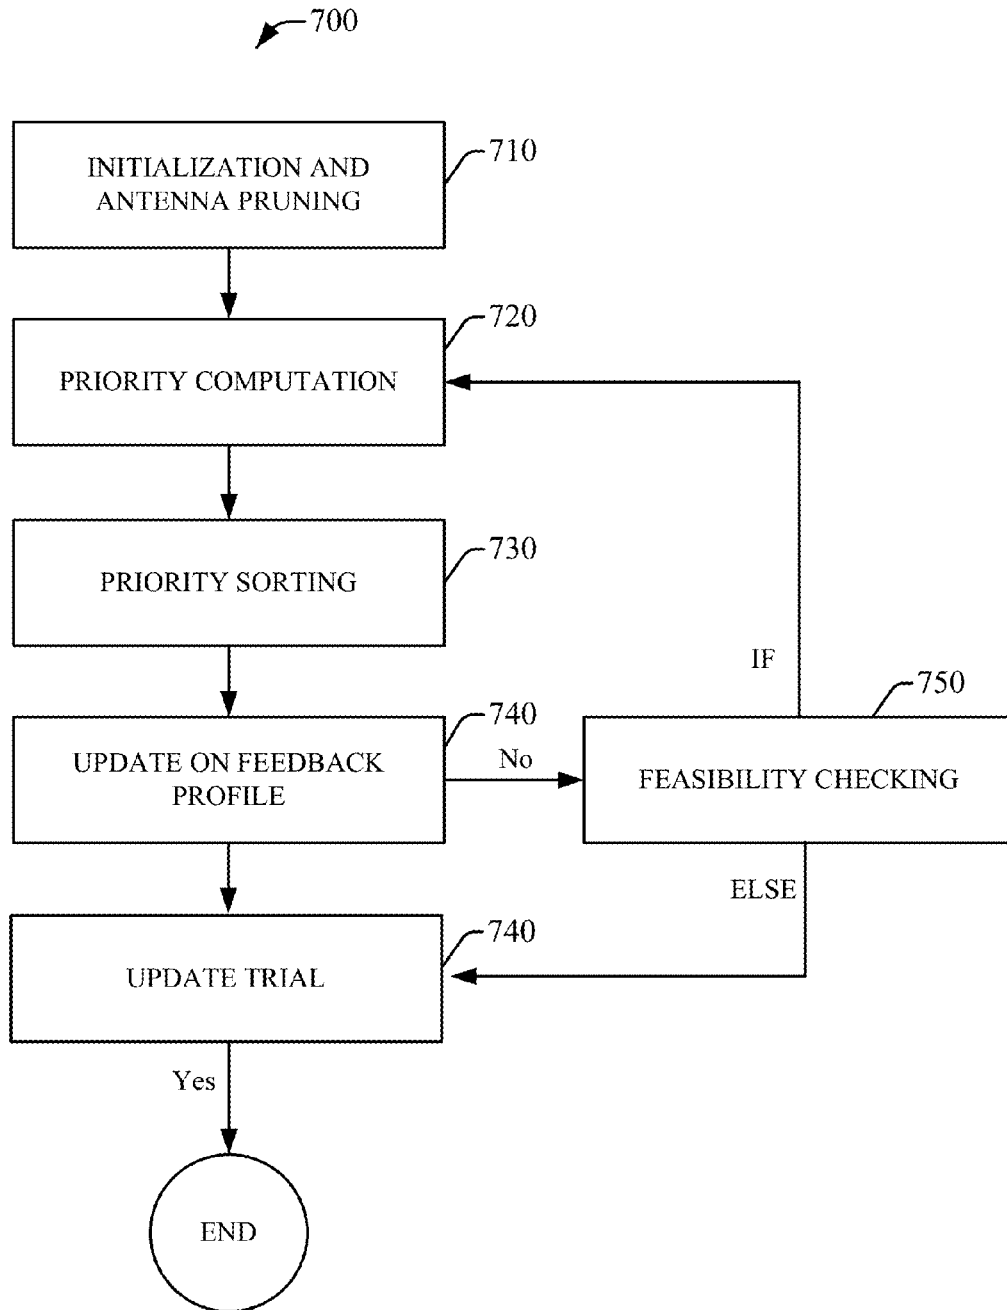 700
INITIALIZATION AND
ANTENNA PRUNING
710
720
PRIORITY COMPUTATION
730
PRIORITY SORTING
IF
750
740
UPDATE ON FEEDBACK
PROFILE
No
FEASIBILITY CHECKING
ELSE
740
UPDATE TRIAL
Yes
END